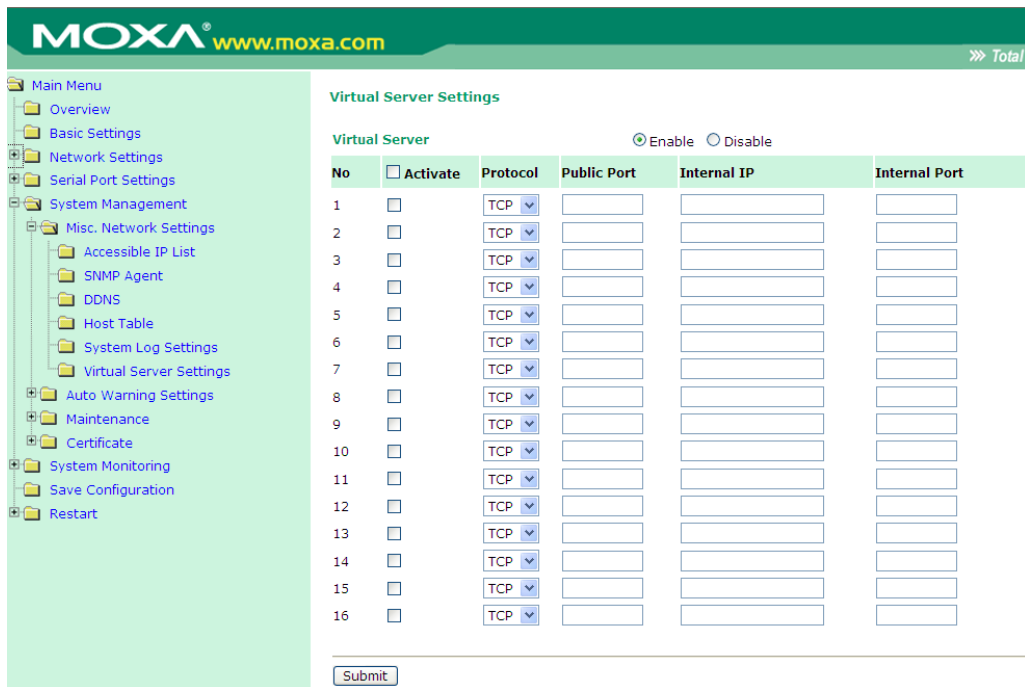 MOXA® www.moxa.com
Total
Main Menu
Overview
Basic Settings
Network Settings
Serial Port Settings
System Management
Misc. Network Settings
Accessible IP List
SNMP Agent
DDNS
Host Table
System Log Settings
Virtual Server Settings
Auto Warning Settings
Maintenance
Certificate
System Monitoring
Save Configuration
Restart
Virtual Server Settings
Virtual Server Enable Disable
No Activate Protocol Public Port Internal IP Internal Port
1 TCP
2 TCP
3 TCP
4 TCP
5 TCP
6 TCP
7 TCP
8 TCP
9 TCP
10 TCP
11 TCP
12 TCP
13 TCP
14 TCP
15 TCP
16 TCP
Submit